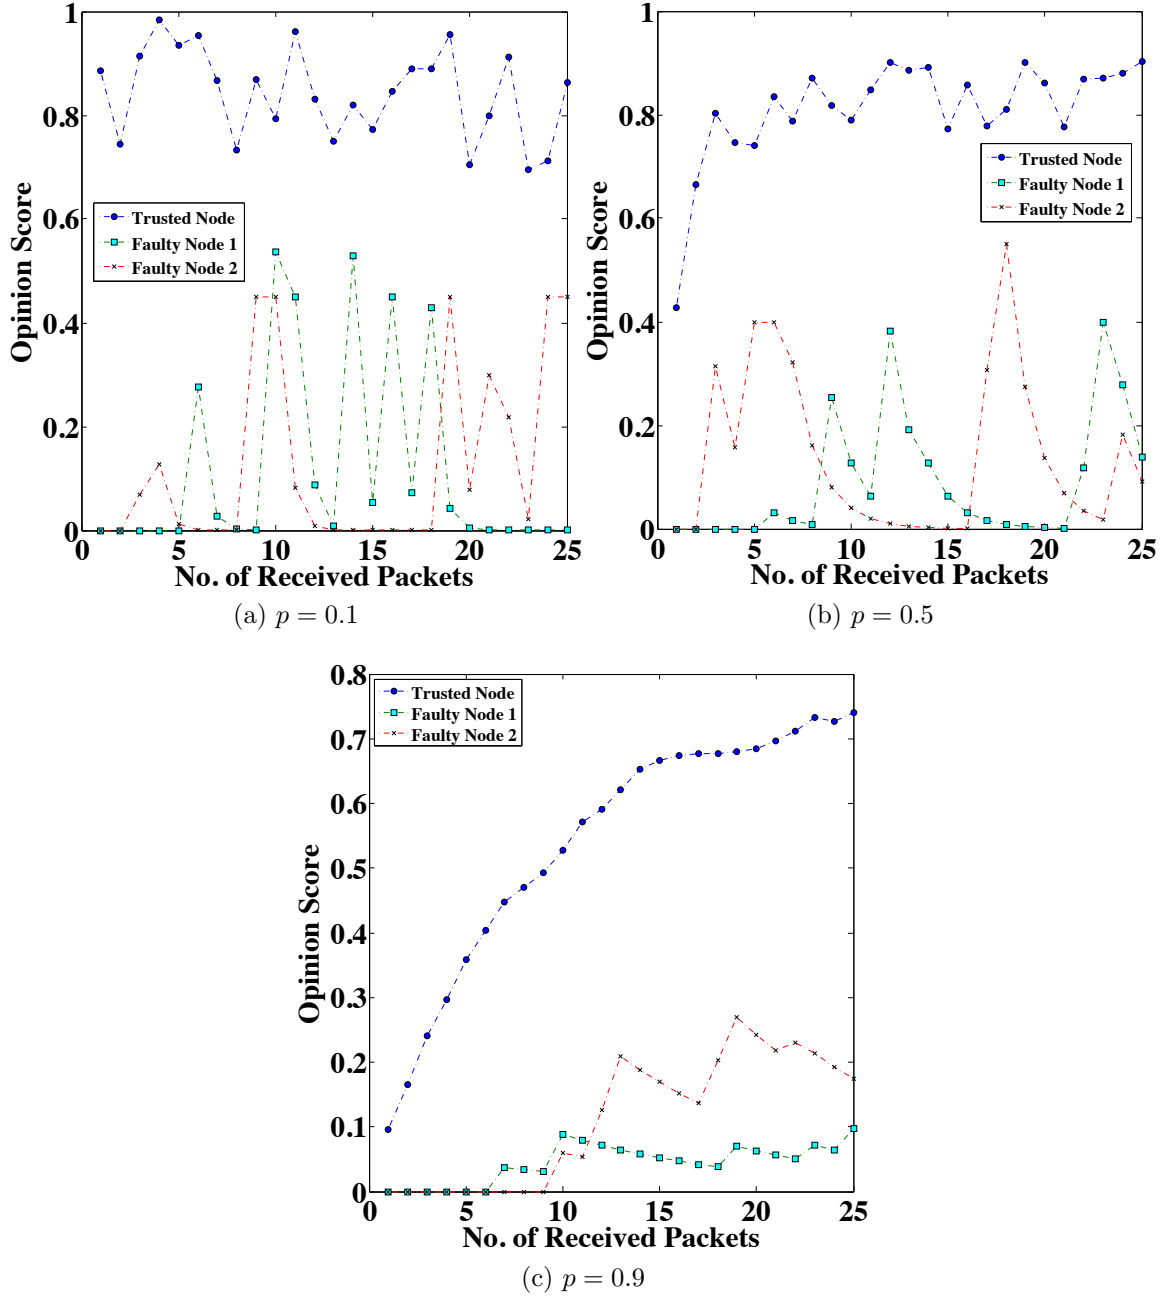 1
0.8
0.6
0.4
0.2
0
0 5 10 15 20 25
Opinion Score
No. of Received Packets
Trusted Node
Faulty Node 1
Faulty Node 2
(a) p = 0.1
1
0.8
0.6
0.4
0.2
0
0 5 10 15 20 25
Opinion Score
No. of Received Packets
Trusted Node
Faulty Node 1
Faulty Node 2
(b) p = 0.5
0.8
0.7
0.6
0.5
0.4
0.3
0.2
0.1
0
0 5 10 15 20 25
Opinion Score
No. of Received Packets
Trusted Node
Faulty Node 1
Faulty Node 2
(c) p = 0.9